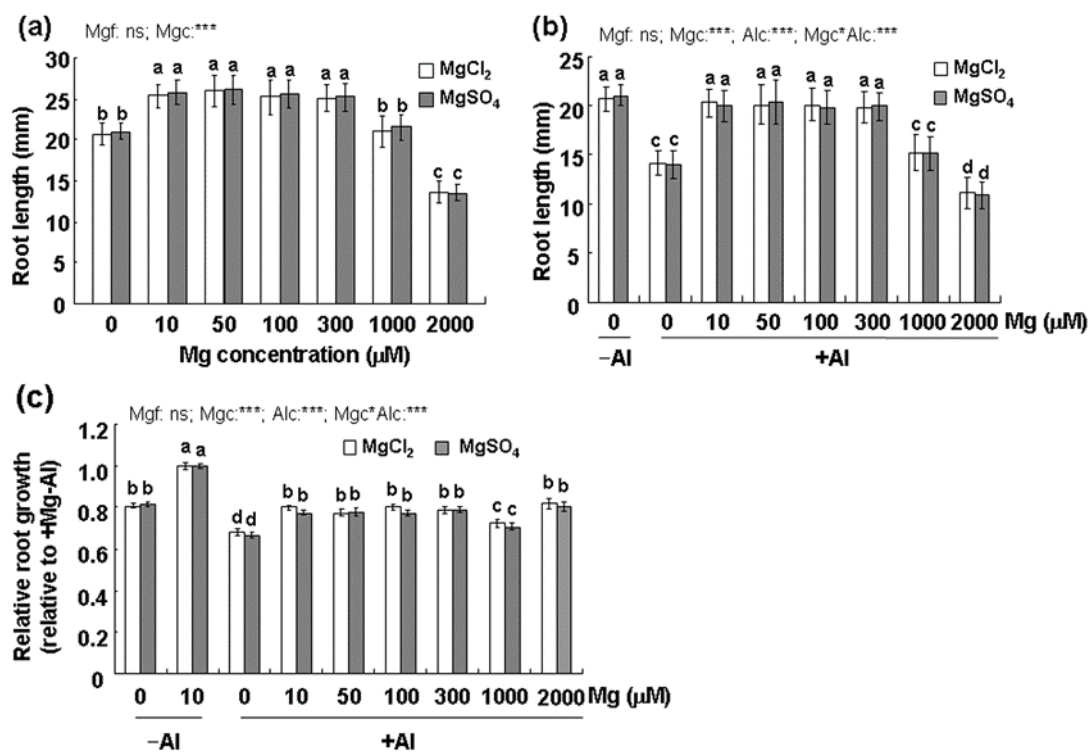 (a)
Mgf: ns; Mgc:***
Root length (mm)
30
25
20
15
10
5
0
b b
a a
a a
a a
a a
b b
c c
MgCl2
MgSO4
0 10 50 100 300 1000 2000
Mg concentration (μM)
(b)
Mgf: ns; Mgc:***; Alc:***; Mgc*Alc:***
Root length (mm)
25
20
15
10
5
0
a a
c c
a a
a a
a a
a a
c c
d d
MgCl2
MgSO4
0 0 10 50 100 300 1000 2000 Mg (μM)
–Al +Al
(c)
Mgf: ns; Mgc:***; Alc:***; Mgc*Alc:***
Relative root growth
(relative to +Mg-Al)
1.2
1.0
0.8
0.6
0.4
0.2
0
b b
a a
d d
b b
b b
b b
b b
c c
b b
MgCl2 MgSO4
0 10 0 10 50 100 300 1000 2000 Mg (μM)
–Al +Al